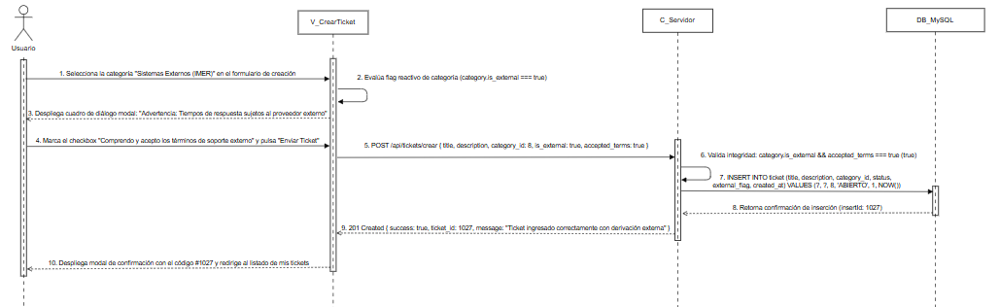 V_CrearTicket
C_Servidor
DB_MySQL
Usuario
1. Selecciona la categoría "Sistemas Externos (IMER)" en el formulario de creación
2. Evalúa flag reactivo de categoría (category.is_external === true)
3. Despliega cuadro de diálogo modal: "Advertencia: Tiempos de respuesta sujetos al proveedor externo"
4. Marca el checkbox "Comprendo y acepto los términos de soporte externo" y pulsa "Enviar Ticket"
5. POST /api/tickets/crear { title, description, category_id: 8, is_external: true, accepted_terms: true }
6. Valida integridad: category.is_external && accepted_terms === true (true)
7. INSERT INTO ticket (title, description, category_id, status,
external_flag, created_at) VALUES (?, ?, 8, 'ABIERTO', 1, NOW())
8. Retorna confirmación de inserción (insertId: 1027)
9. 201 Created { success: true, ticket_id: 1027, message: "Ticket ingresado correctamente con derivación externa" }
10. Despliega modal de confirmación con el código #1027 y redirige al listado de mis tickets